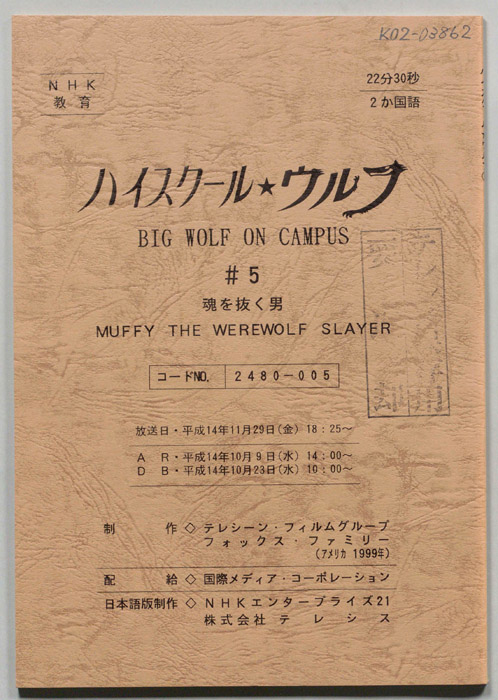 K02-03862
NHK
教育
22分30秒
2か国語
ハイスクール★ウルフ
BIG WOLF ON CAMPUS
#5
魂を抜く男
MUFFY THE WEREWOLF SLAYER
コードNO. 2480-005
放送日・平成14年11月29日(金) 18:25~
AR・平成14年10月9日(水) 14:00~
DB・平成14年10月23日(水) 10:00~
制作◇テレシーン・フィルムグループ
フォックス・ファミリー
(アメリカ 1999年)
配給◇国際メディア・コーポレーション
日本語版制作◇NHKエンタープライズ21
株式会社テレシス